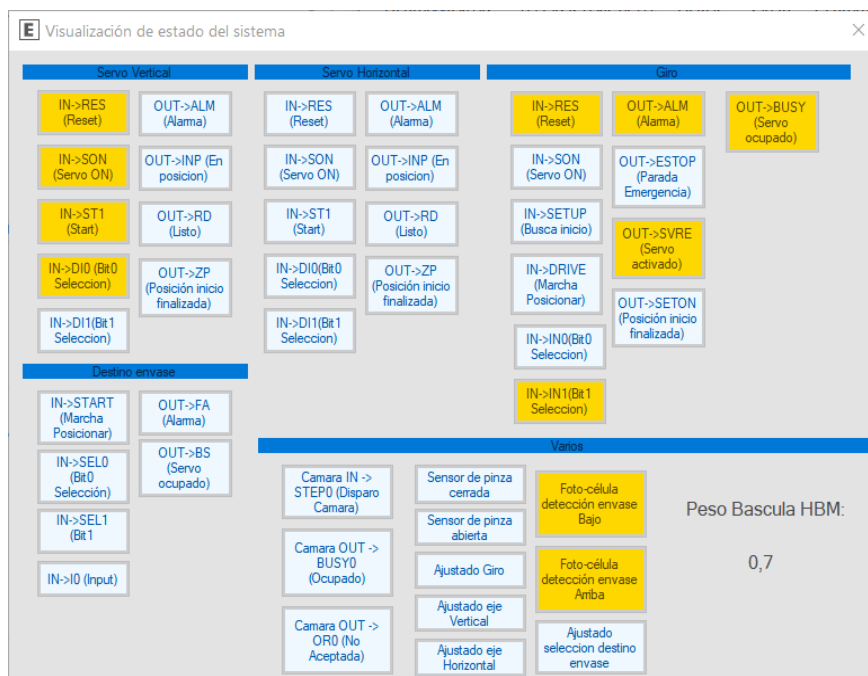 E Visualización de estado del sistema
Servo Vertical
IN->RES
(Reset)
OUT->ALM
(Alarma)
IN->SON
(Servo ON)
OUT->INP (En
posicion)
IN->ST1
(Start)
OUT->RD
(Listo)
IN->DI0 (Bit0
Seleccion)
OUT->ZP
(Posición inicio
finalizada)
IN->DI1(Bit1
Seleccion)
Servo Horizontal
IN->RES
(Reset)
OUT->ALM
(Alarma)
IN->SON
(Servo ON)
OUT->INP (En
posicion)
IN->ST1
(Start)
OUT->RD
(Listo)
IN->DI0(Bit0
Seleccion)
OUT->ZP
(Posición inicio
finalizada)
IN->DI1(Bit1
Seleccion)
Giro
IN->RES
(Reset)
OUT->ALM
(Alarma)
OUT->BUSY
(Servo
ocupado)
IN->SON
(Servo ON)
OUT->ESTOP
(Parada
Emergencia)
IN->SETUP
(Busca inicio)
OUT->SVRE
(Servo
activado)
IN->DRIVE
(Marcha
Posicionar)
OUT->SETON
(Posición inicio
finalizada)
IN->IN0(Bit0
Seleccion)
IN->IN1(Bit1
Seleccion)
Destino envase
IN->START
(Marcha
Posicionar)
OUT->FA
(Alarma)
IN->SEL0
(Bit0
Selección)
OUT->BS
(Servo
ocupado)
IN->SEL1
(Bit1
IN->I0 (Input)
Varios
Camara IN ->
STEP0 (Disparo
Camara)
Camara OUT ->
BUSY0
(Ocupado)
Camara OUT ->
OR0 (No
Aceptada)
Sensor de pinza
cerrada
Sensor de pinza
abierta
Ajustado Giro
Ajustado eje
Vertical
Ajustado eje
Horizontal
Foto-célula
detección envase
Bajo
Foto-célula
detección envase
Arriba
Ajustado
seleccion destino
envase
Peso Bascula HBM:
0,7